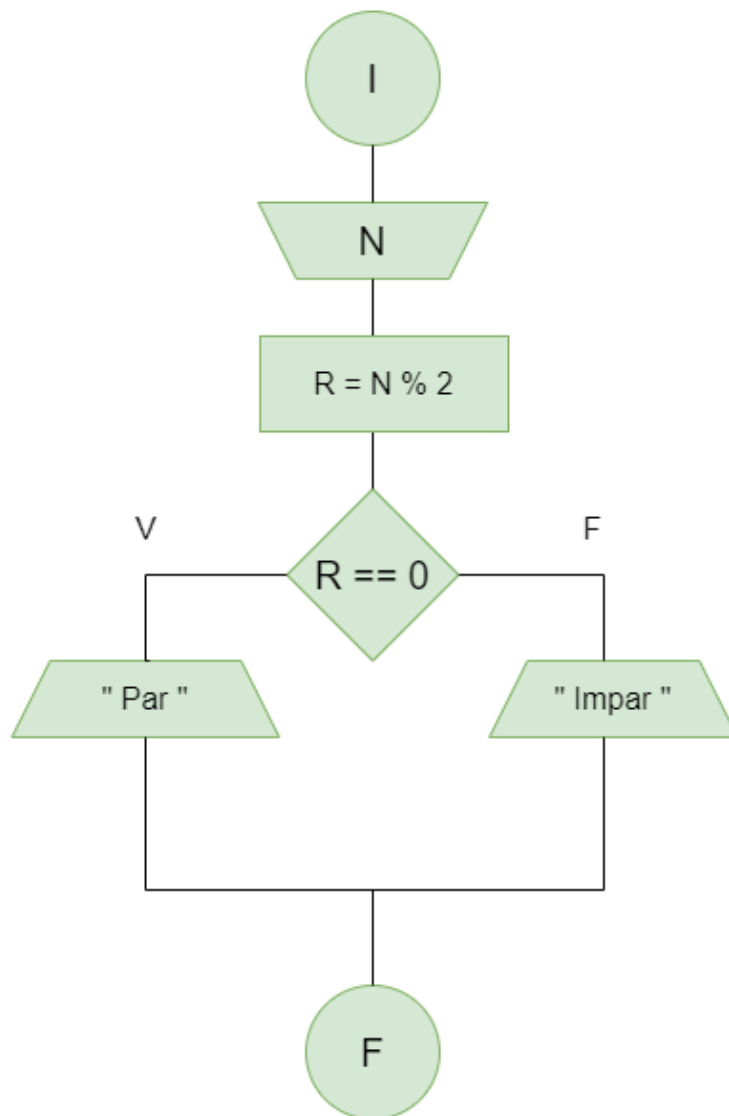 I
N
R = N % 2
V
F
R == 0
" Par "
" Impar "
F